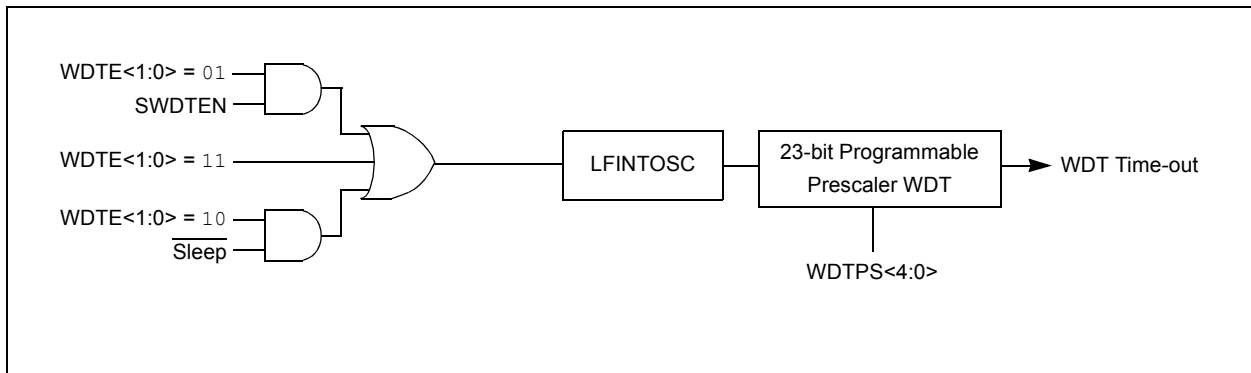 WDTE<1:0> = 01
SWDTEN
WDTE<1:0> = 11
WDTE<1:0> = 10
Sleep
LFINTOSC
23-bit Programmable
Prescaler WDT
WDT Time-out
WDTPS<4:0>